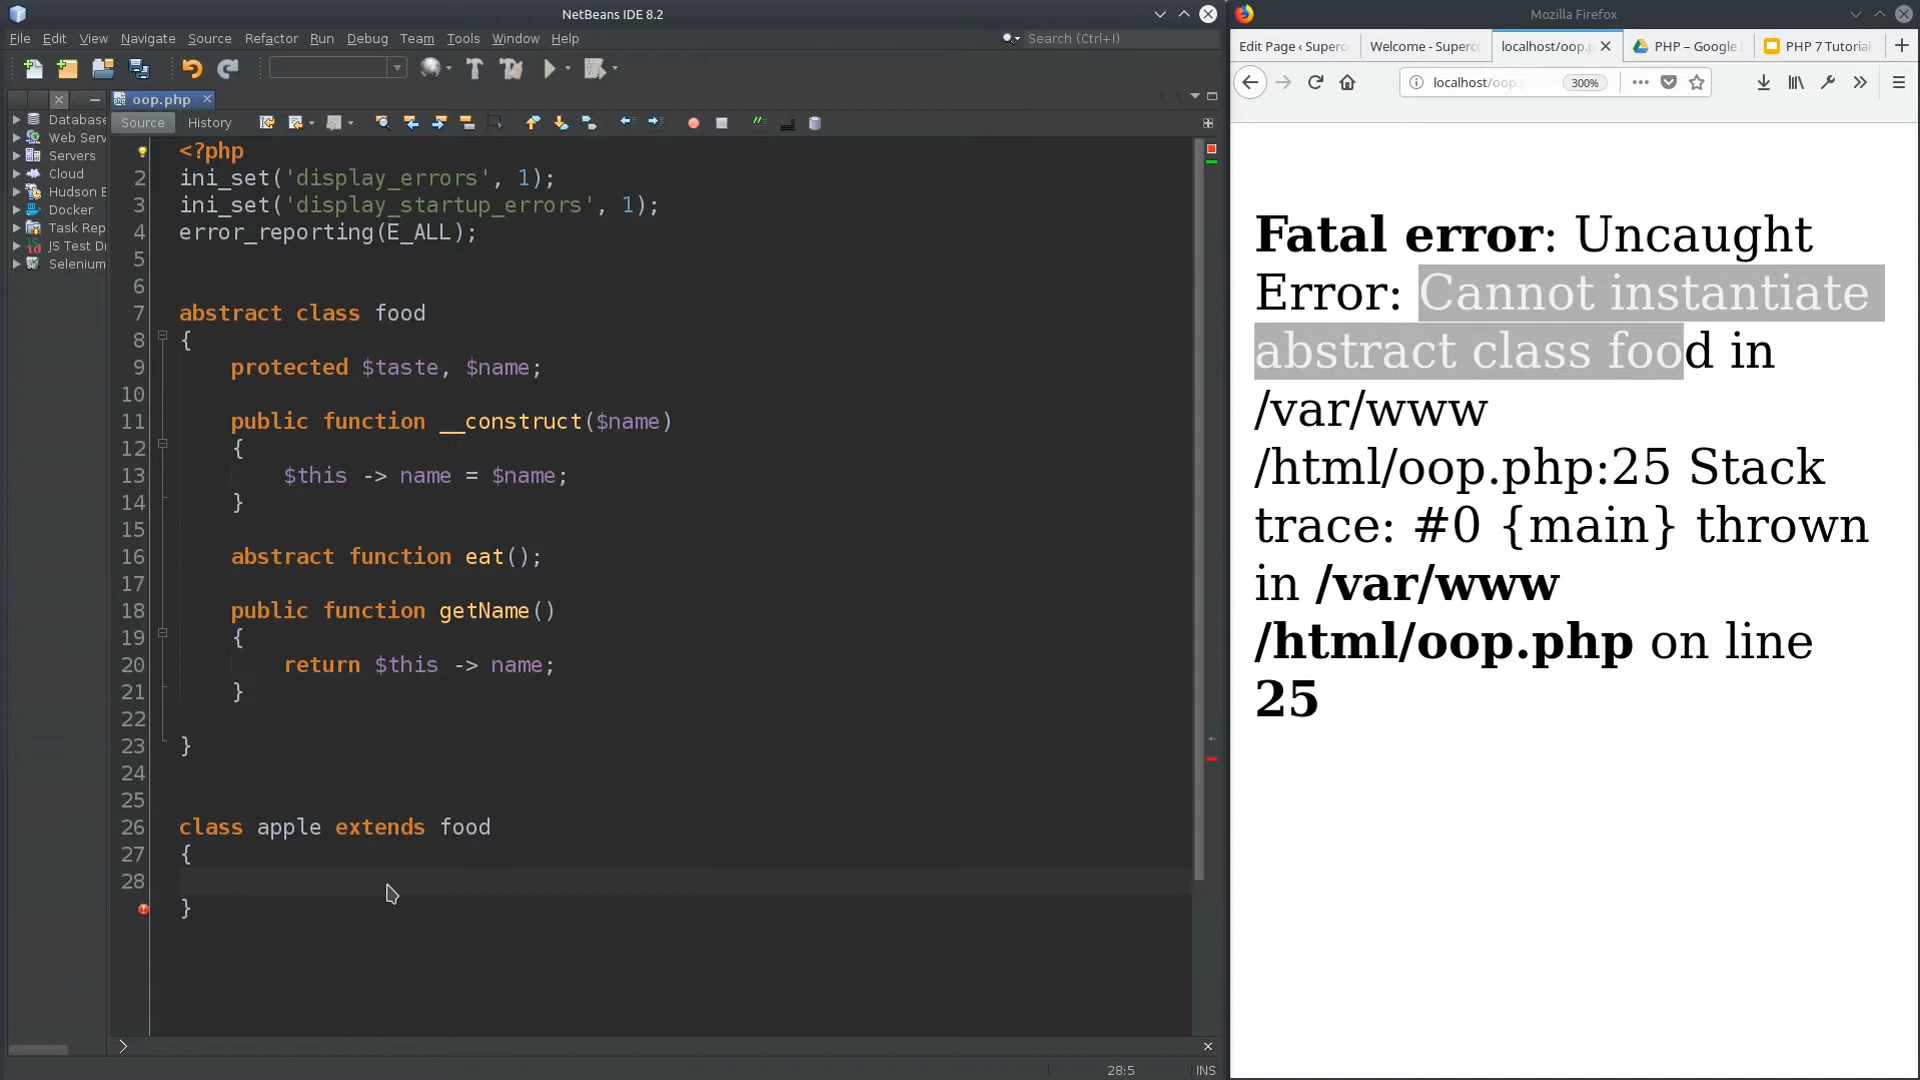 NetBeans IDE 8.2
File Edit View Navigate Source Refactor Run Debug Team Tools Window Help
Search (Ctrl+I)
oop.php
Source History
Database
Web Serv
Servers
Cloud
Hudson B
Docker
Task Rep
JS Test Dr
Selenium
<?php
2 ini_set('display_errors', 1);
3 ini_set('display_startup_errors', 1);
4 error_reporting(E_ALL);
5
6
7 abstract class food
8 {
9 protected $taste, $name;
10
11 public function __construct($name)
12 {
13 $this -> name = $name;
14 }
15
16 abstract function eat();
17
18 public function getName()
19 {
20 return $this -> name;
21 }
22
23 }
24
25
26 class apple extends food
27 {
28
}
28:5 INS
Mozilla Firefox
Edit Page ‹ Superc
Welcome - Superc
localhost/oop.
PHP – Google
PHP 7 Tutorial
localhost/oop. 300%
Fatal error: Uncaught
Error: Cannot instantiate
abstract class food in
/var/www
/html/oop.php:25 Stack
trace: #0 {main} thrown
in /var/www
/html/oop.php on line
25